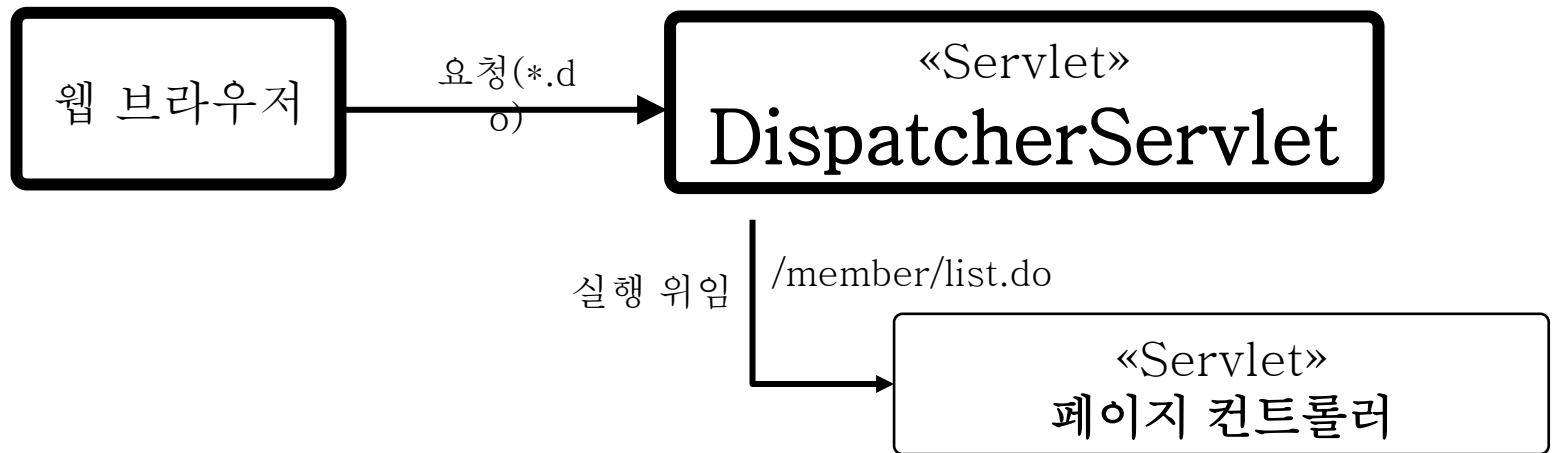 웹 브라우저
요청(*.d
o)
«Servlet»
DispatcherServlet
실행 위임
/member/list.do
«Servlet»
페이지 컨트롤러